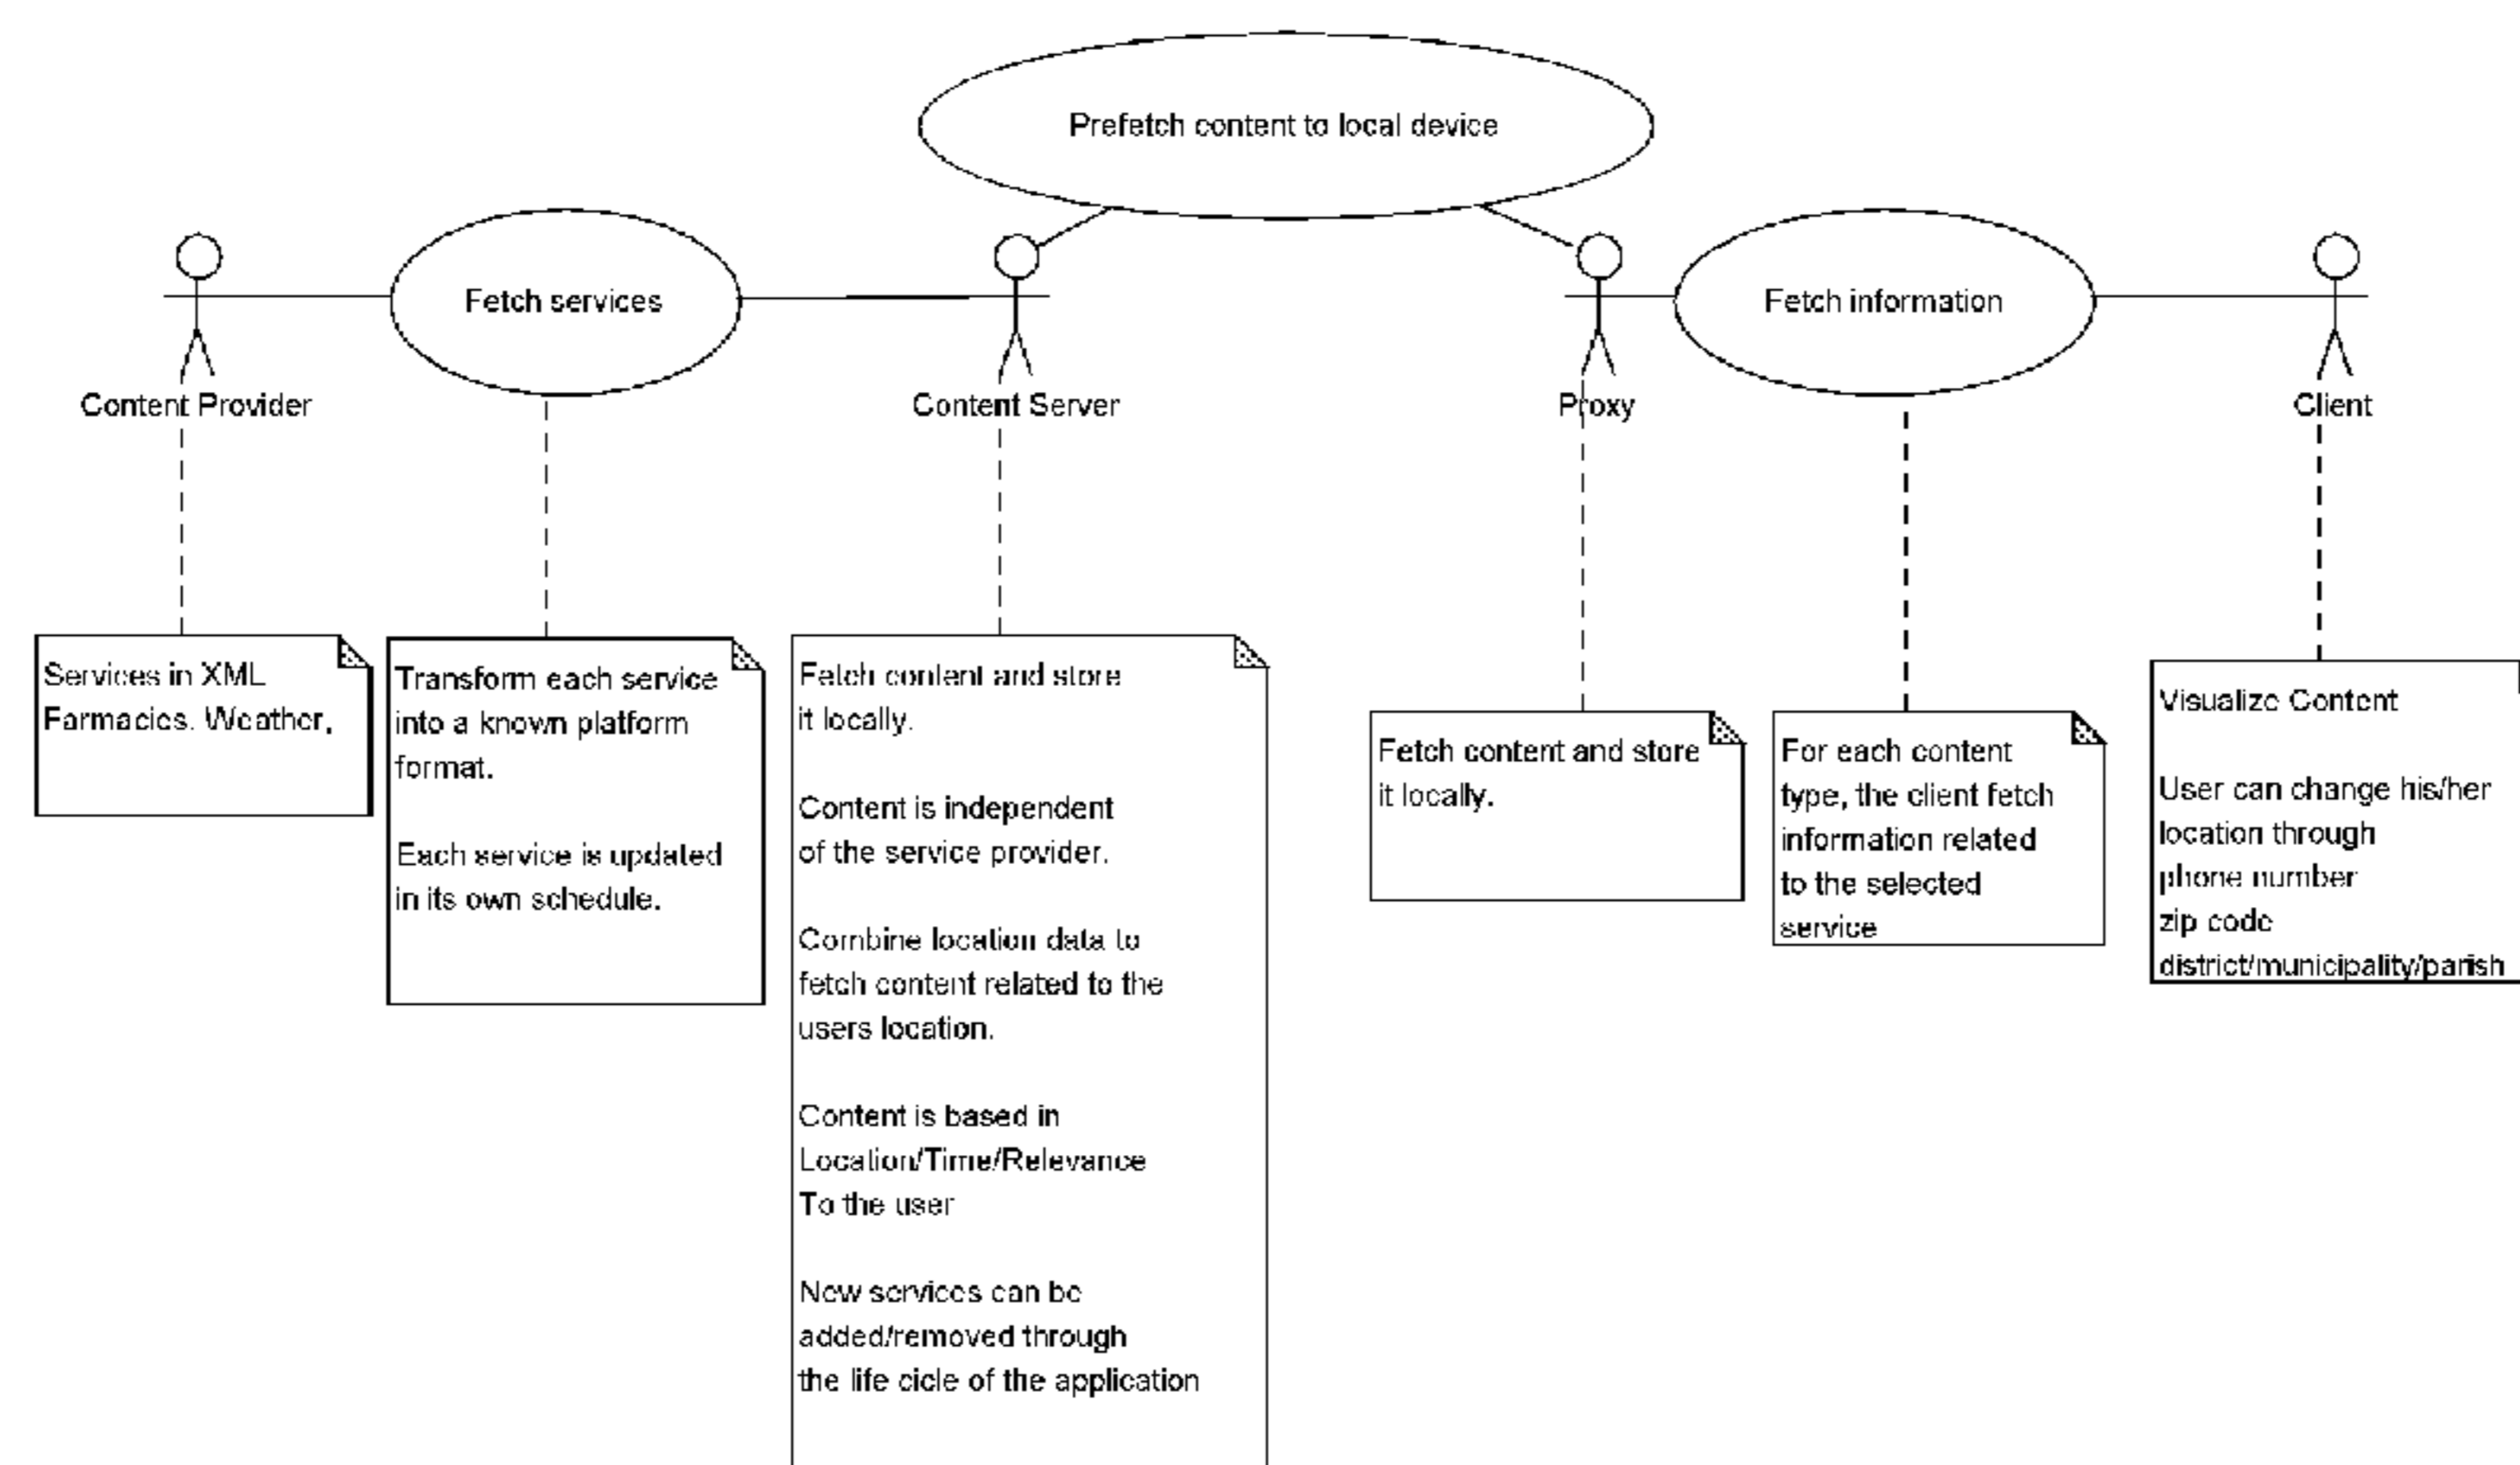 Prefetch content to local device
Fetch services
Fetch information
Content Provider
Content Server
Proxy
Client
Services in XML
Farmacies. Weather,
Transform each service
into a known platform
format.
Each service is updated
in its own schedule.
Fetch content and store
it locally.
Content is independent
of the service provider.
Combine location data to
fetch content related to the
users location.
Content is based in
Location/Time/Relevance
To the user
New services can be
added/removed through
the life cicle of the application
Fetch content and store
it locally.
For each content
type, the client fetch
information related
to the selected
service
Visualize Content
User can change his/her
location through
phone number
zip code
district/municipality/parish